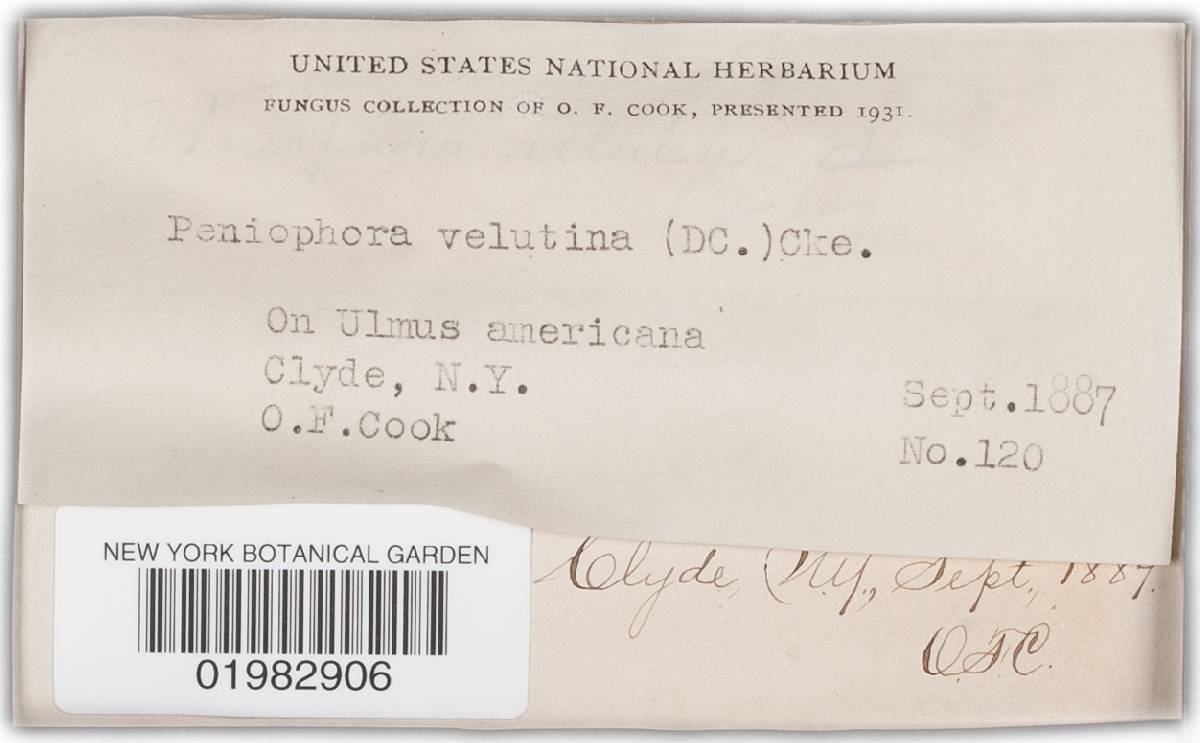 UNITED STATES NATIONAL HERBARIUM
FUNGUS COLLECTION OF O. F. COOK, PRESENTED 1931.
Peniophora velutina (DC.)Cke.
On Ulmus americana
Clyde, N.Y.
Sept.1887
O.F.Cook
No.120
NEW YORK BOTANICAL GARDEN
01982906
Clyde, N.Y., Sept., 1887.
O.F.C.